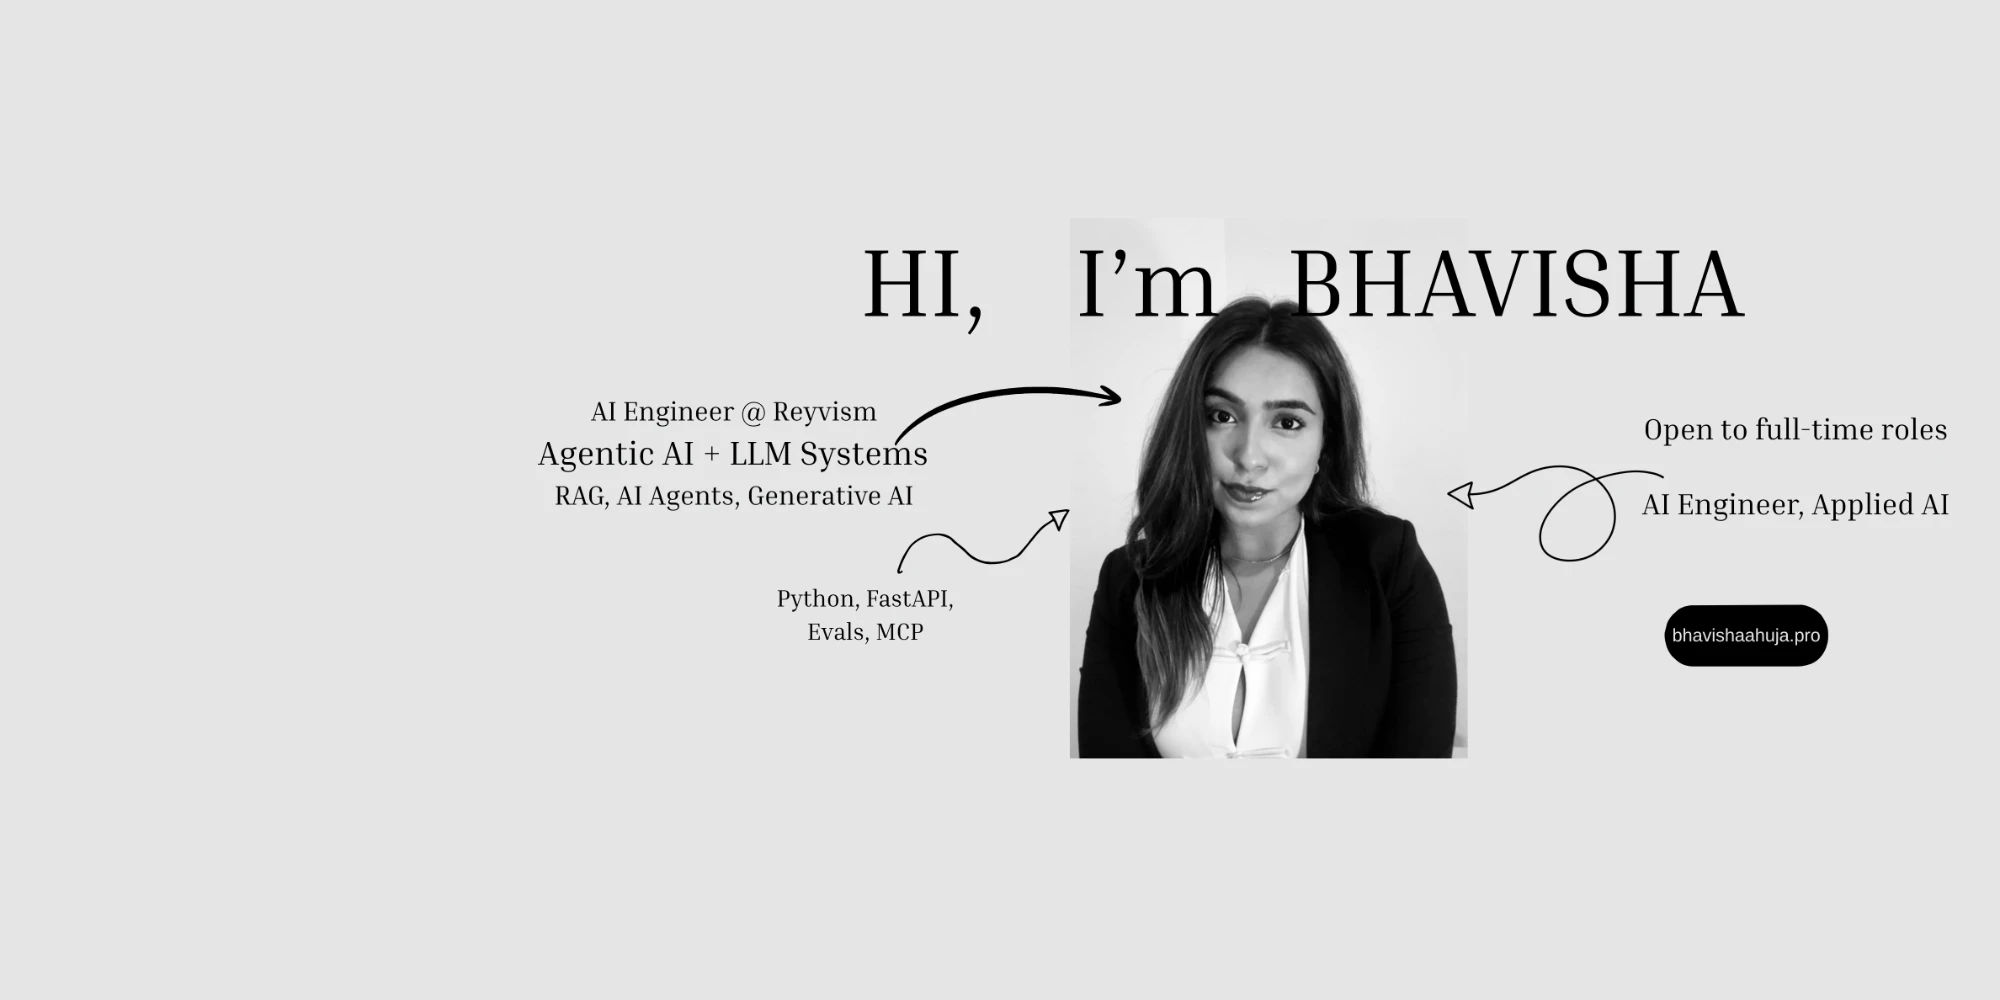 HI, I’m BHAVISHA
AI Engineer @ Reyvism
Agentic AI + LLM Systems
RAG, AI Agents, Generative AI
Python, FastAPI,
Evals, MCP
Open to full-time roles
AI Engineer, Applied AI
bhavishaahuja.pro